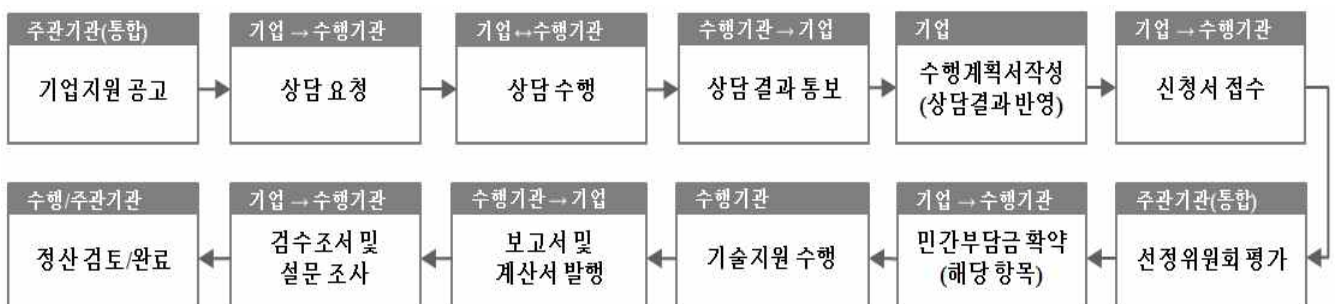 주관기관(통합)
기업지원 공고
기업 → 수행기관
상담 요청
기업↔수행기관
상담 수행
수행기관 → 기업
상담 결과 통보
기업
수행계획서작성
(상담결과 반영)
기업 → 수행기관
신청서 접수
주관기관(통합)
선정위원회 평가
기업 → 수행기관
민간부담금 확약
(해당 항목)
수행기관
기술지원 수행
수행기관 → 기업
보고서 및
계산서 발행
기업 → 수행기관
검수조서 및
설문 조사
수행/주관기관
정산 검토/완료